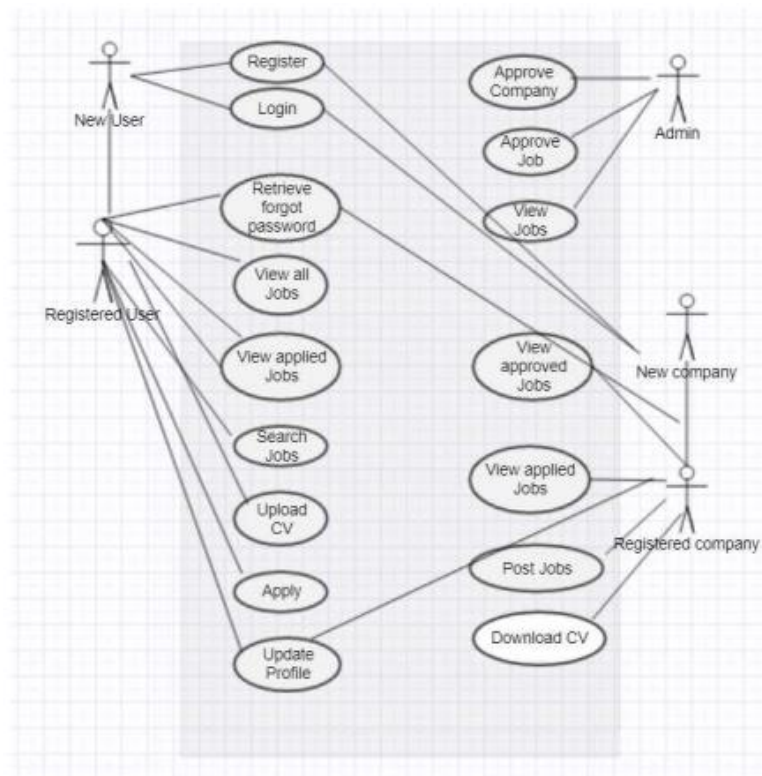 Register
Approve
Company
New User
Login
Admin
Approve
Job
Retrieve
forgot
password
View
Jobs
Registered User
View all
Jobs
View applied
Jobs
View
approved
Jobs
New company
Search
Jobs
View applied
Jobs
Upload
CV
Registered company
Post Jobs
Apply
Download CV
Update
Profile